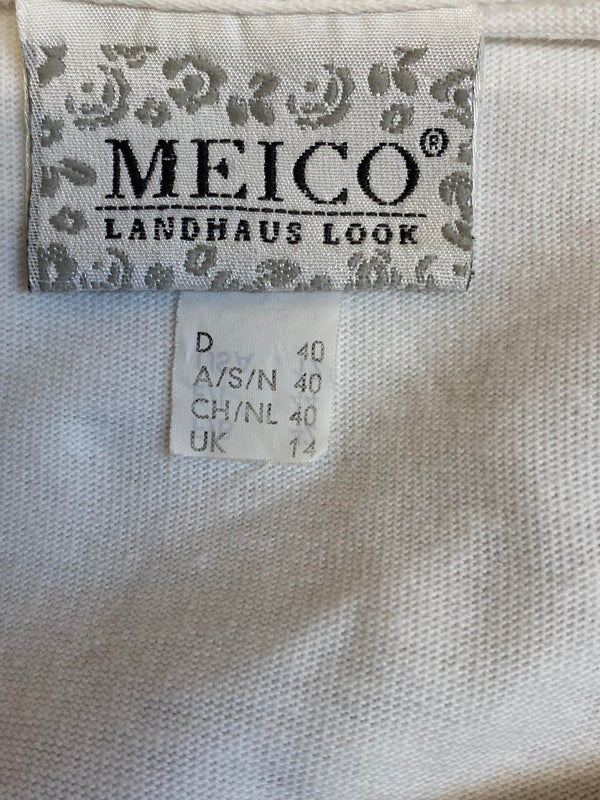 MEICO®
LANDHAUS LOOK
D 40
A/S/N 40
CH/NL 40
UK 14